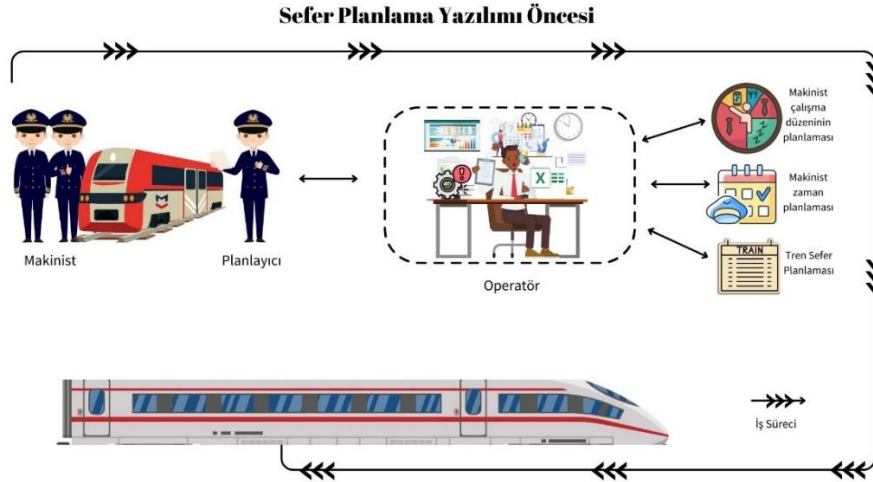 Sefer Planlama Yazılımı Öncesi
Makinist
çalışma
düzeninin
planlaması
Makinist
zaman
planlaması
TRAIN
Tren Sefer
Planlaması
Makinist
Planlayıcı
Operatör
İş Süreci